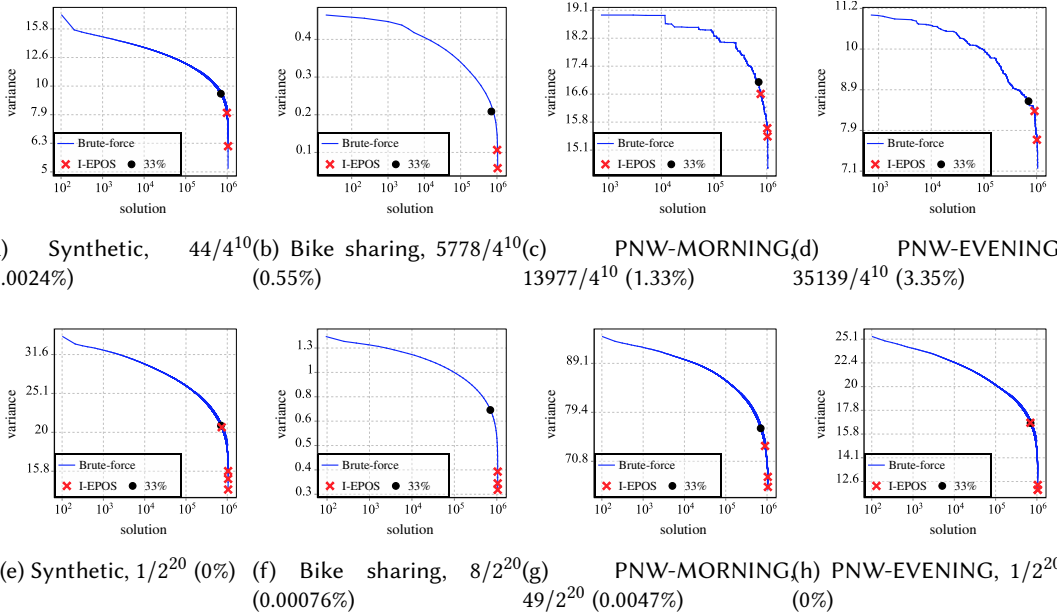 15.8
12.6
10
7.9
6.3
5
variance
Brute-force
I-EPOS 33%
10^2 10^3 10^4 10^5 10^6
solution
) Synthetic, 44/4^10
.0024%)
0.4
0.3
0.2
0.1
variance
Brute-force
I-EPOS 33%
10^2 10^3 10^4 10^5 10^6
solution
(b) Bike sharing, 5778/4^10
(0.55%)
19.1
18.2
17.4
16.6
15.8
15.1
variance
Brute-force
I-EPOS 33%
10^3 10^4 10^5 10^6
solution
(c) PNW-MORNING,
13977/4^10 (1.33%)
11.2
10
8.9
7.9
7.1
variance
Brute-force
I-EPOS 33%
10^3 10^4 10^5 10^6
solution
(d) PNW-EVENING
35139/4^10 (3.35%)
31.6
25.1
20
15.8
variance
Brute-force
I-EPOS 33%
10^2 10^3 10^4 10^5 10^6
solution
(e) Synthetic, 1/2^20 (0%)
1.3
1
0.8
0.6
0.5
0.4
0.3
variance
Brute-force
I-EPOS 33%
10^2 10^3 10^4 10^5 10^6
solution
(f) Bike sharing, 8/2^20
(0.00076%)
89.1
79.4
70.8
variance
Brute-force
I-EPOS 33%
10^2 10^3 10^4 10^5 10^6
solution
(g) PNW-MORNING,
49/2^20 (0.0047%)
25.1
22.4
20
17.8
15.8
14.1
12.6
variance
Brute-force
I-EPOS 33%
10^2 10^3 10^4 10^5 10^6
solution
(h) PNW-EVENING, 1/2^20
(0%)